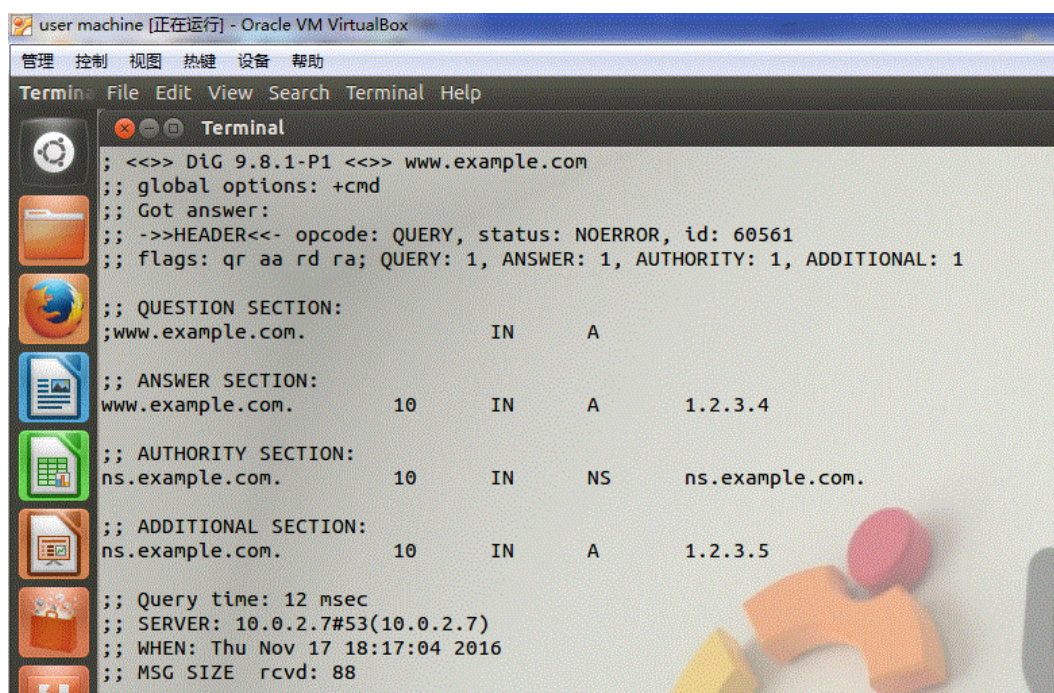 user machine [正在运行] - Oracle VM VirtualBox
管理 控制 视图 热键 设备 帮助
Termina File Edit View Search Terminal Help
Terminal
; <<>> DiG 9.8.1-P1 <<>> www.example.com
;; global options: +cmd
;; Got answer:
;; ->>HEADER<<- opcode: QUERY, status: NOERROR, id: 60561
;; flags: qr aa rd ra; QUERY: 1, ANSWER: 1, AUTHORITY: 1, ADDITIONAL: 1
;; QUESTION SECTION:
;www.example.com. IN A
;; ANSWER SECTION:
www.example.com. 10 IN A 1.2.3.4
;; AUTHORITY SECTION:
ns.example.com. 10 IN NS ns.example.com.
;; ADDITIONAL SECTION:
ns.example.com. 10 IN A 1.2.3.5
;; Query time: 12 msec
;; SERVER: 10.0.2.7#53(10.0.2.7)
;; WHEN: Thu Nov 17 18:17:04 2016
;; MSG SIZE rcvd: 88